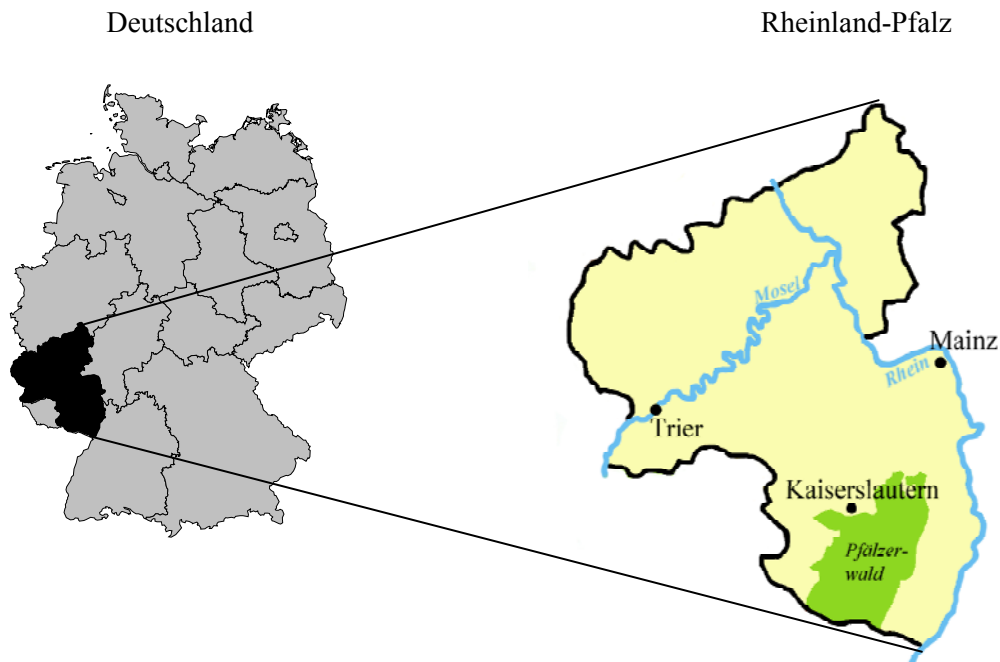 Deutschland
Rheinland-Pfalz
Mosel
Mainz
Rhein
Trier
Kaiserslautern
Pfälzer-
wald